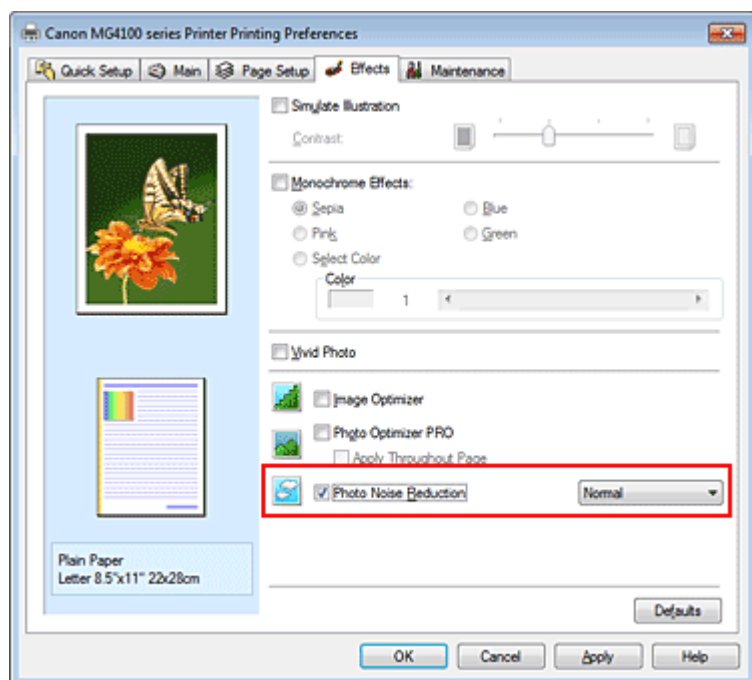 Canon MG4100 series Printer Printing Preferences
Quick Setup Main Page Setup Effects Maintenance
Simulate Illustration
Contrast:
Monochrome Effects:
Sepia Blue
Pink Green
Select Color
Color
1
Vivid Photo
Image Optimizer
Photo Optimizer PRO
Apply Throughout Page
Photo Noise Reduction Normal
Plain Paper
Letter 8.5"x11" 22x28cm
Defaults
OK Cancel Apply Help